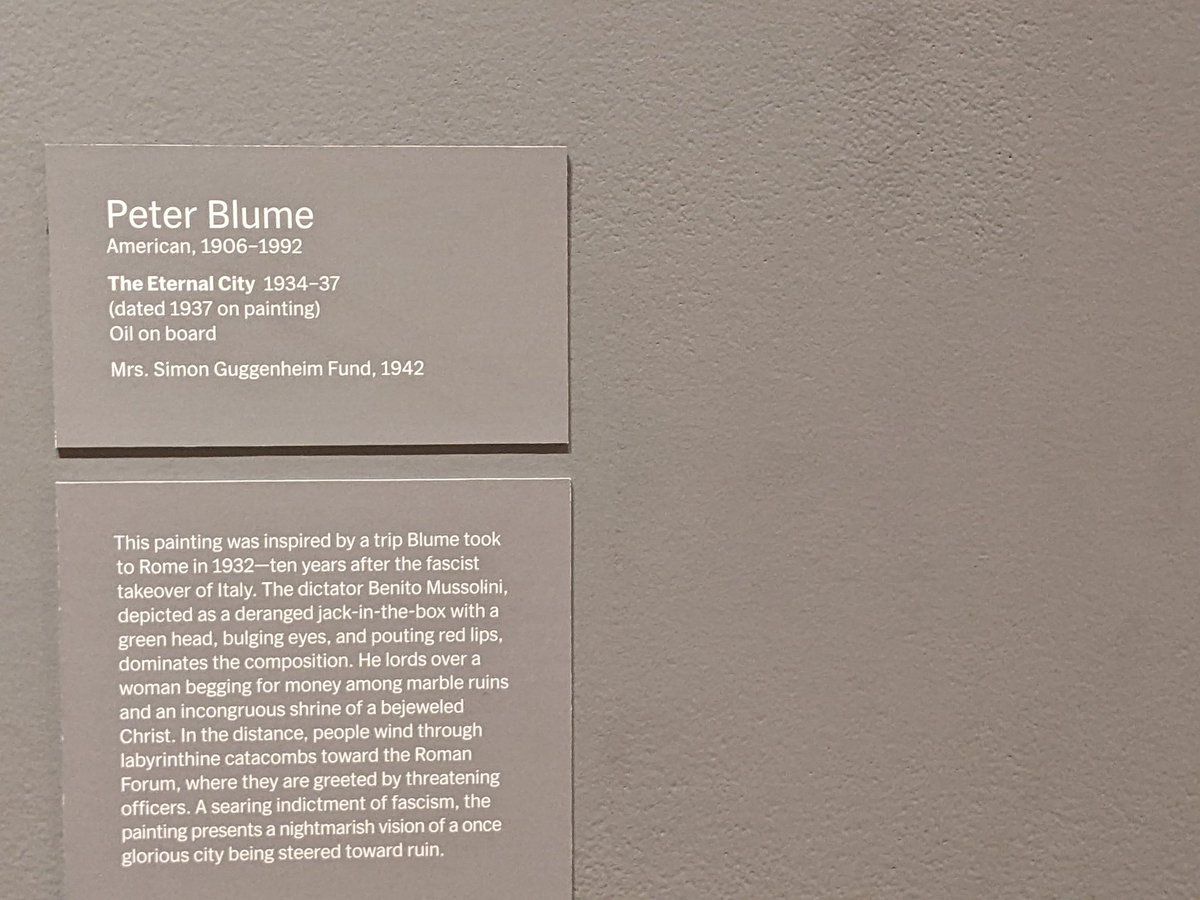 Peter Blume
American, 1906–1992
The Eternal City 1934–37
(dated 1937 on painting)
Oil on board
Mrs. Simon Guggenheim Fund, 1942
This painting was inspired by a trip Blume took
to Rome in 1932—ten years after the fascist
takeover of Italy. The dictator Benito Mussolini,
depicted as a deranged jack-in-the-box with a
green head, bulging eyes, and pouting red lips,
dominates the composition. He lords over a
woman begging for money among marble ruins
and an incongruous shrine of a bejeweled
Christ. In the distance, people wind through
labyrinthine catacombs toward the Roman
Forum, where they are greeted by threatening
officers. A searing indictment of fascism, the
painting presents a nightmarish vision of a once
glorious city being steered toward ruin.